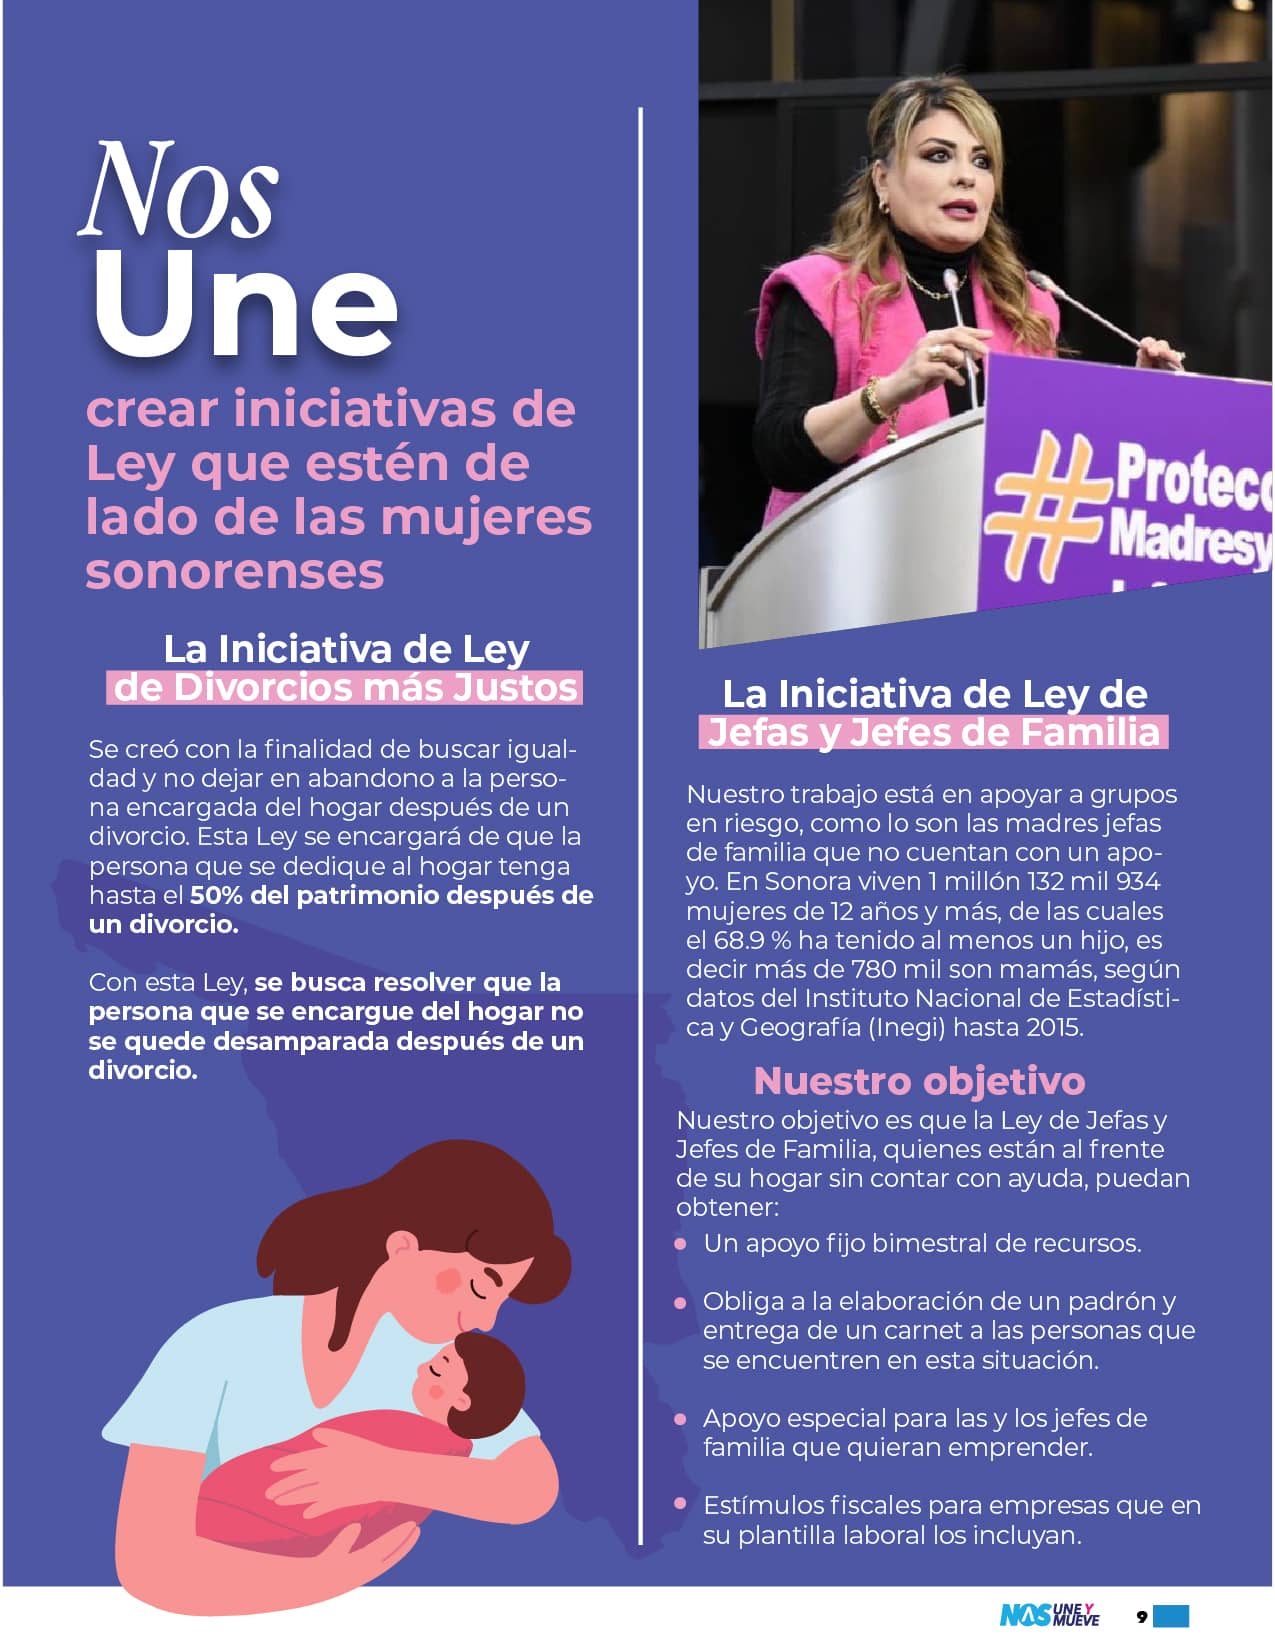 Nos
Une
crear iniciativas de
Ley que estén de
lado de las mujeres
sonorenses
La Iniciativa de Ley
de Divorcios más Justos
Se creó con la finalidad de buscar igual-
dad y no dejar en abandono a la perso-
na encargada del hogar después de un
divorcio. Esta Ley se encargará de que la
persona que se dedique al hogar tenga
hasta el 50% del patrimonio después de
un divorcio.
Con esta Ley, se busca resolver que la
persona que se encargue del hogar no
se quede desamparada después de un
divorcio.
#Protecc
Madresy
La Iniciativa de Ley de
Jefas y Jefes de Familia
Nuestro trabajo está en apoyar a grupos
en riesgo, como lo son las madres jefas
de familia que no cuentan con un apo-
yo. En Sonora viven 1 millón 132 mil 934
mujeres de 12 años y más, de las cuales
el 68.9 % ha tenido al menos un hijo, es
decir más de 780 mil son mamás, según
datos del Instituto Nacional de Estadísti-
ca y Geografía (Inegi) hasta 2015.
Nuestro objetivo
Nuestro objetivo es que la Ley de Jefas y
Jefes de Familia, quienes están al frente
de su hogar sin contar con ayuda, puedan
obtener:
Un apoyo fijo bimestral de recursos.
Obliga a la elaboración de un padrón y
entrega de un carnet a las personas que
se encuentren en esta situación.
Apoyo especial para las y los jefes de
familia que quieran emprender.
Estímulos fiscales para empresas que en
su plantilla laboral los incluyan.
NOS UNE Y
MUEVE
9